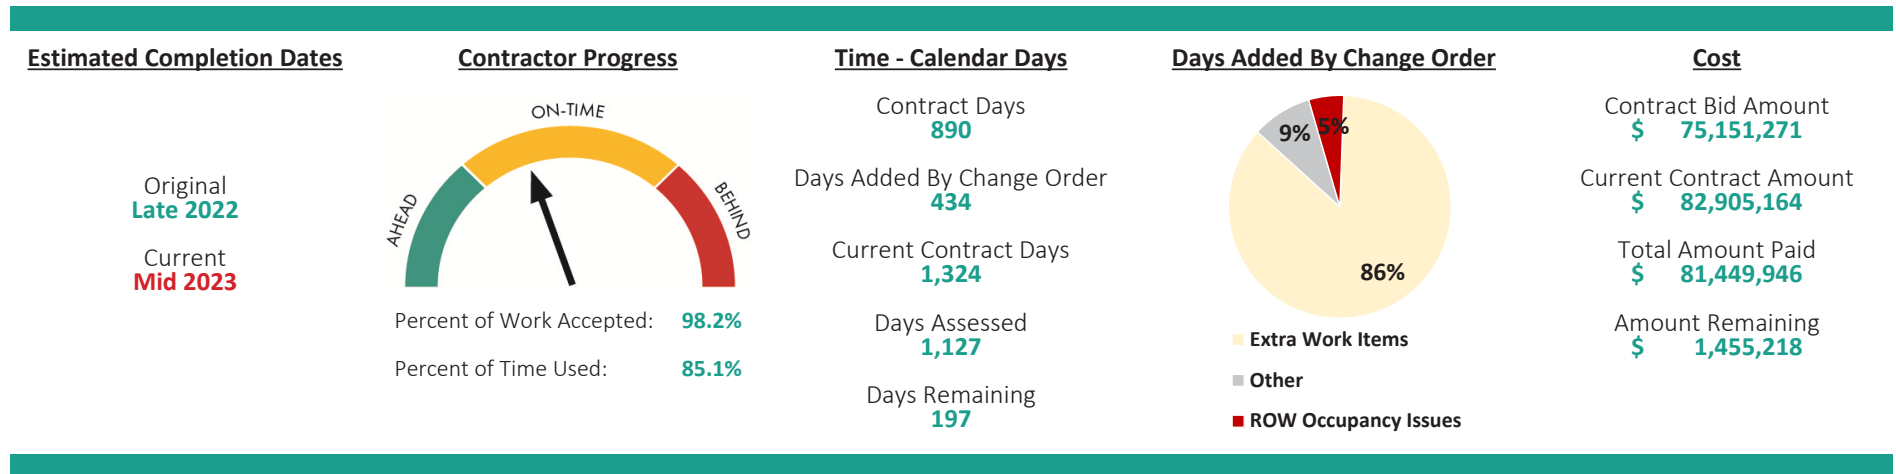 Estimated Completion Dates
Original
Late 2022
Current
Mid 2023
Contractor Progress
ON-TIME
AHEAD
BEHIND
Percent of Work Accepted: 98.2%
Percent of Time Used: 85.1%
Time - Calendar Days
Contract Days
890
Days Added By Change Order
434
Current Contract Days
1,324
Days Assessed
1,127
Days Remaining
197
Days Added By Change Order
9% 5%
86%
Extra Work Items
Other
ROW Occupancy Issues
Cost
Contract Bid Amount
$ 75,151,271
Current Contract Amount
$ 82,905,164
Total Amount Paid
$ 81,449,946
Amount Remaining
$ 1,455,218